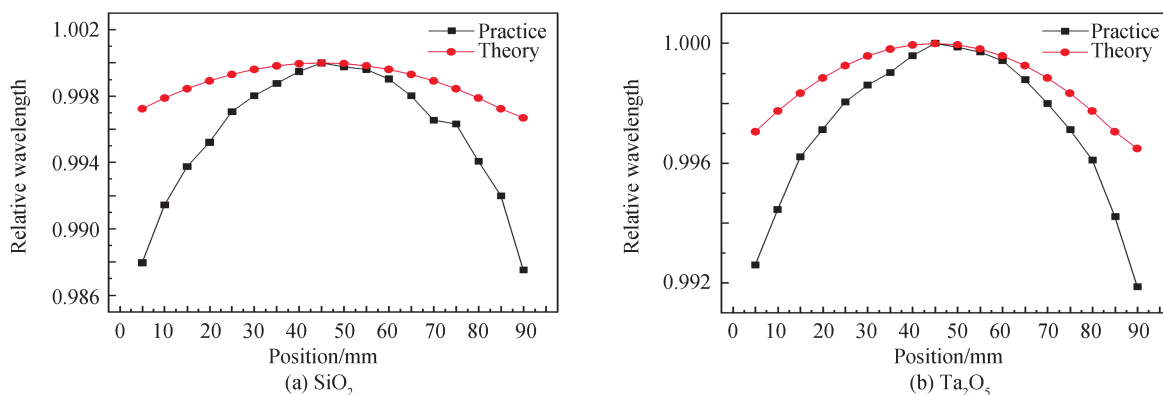 1.002
0.998
0.994
0.990
0.986
Relative wavelength
Practice
Theory
0 10 20 30 40 50 60 70 80 90
Position/mm
(a) SiO₂
1.000
0.996
0.992
Relative wavelength
Practice
Theory
0 10 20 30 40 50 60 70 80 90
Position/mm
(b) Ta₂O₅